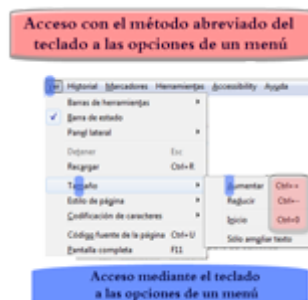 Acceso con el método abreviado del
teclado a las opciones de un menú
Ver Historial Marcadores Herramientas Accessibility Ayuda
Barras de herramientas
Barra de estado
Panel lateral
Detener Esc
Recargar Ctrl+R
Tamaño
Aumentar Ctrl++
Estilo de página
Reducir Ctrl+-
Codificación de caracteres
Inicio Ctrl+0
Código fuente de la página Ctrl+U
Sólo ampliar texto
Pantalla completa F11
Acceso mediante el teclado
a las opciones de un menú